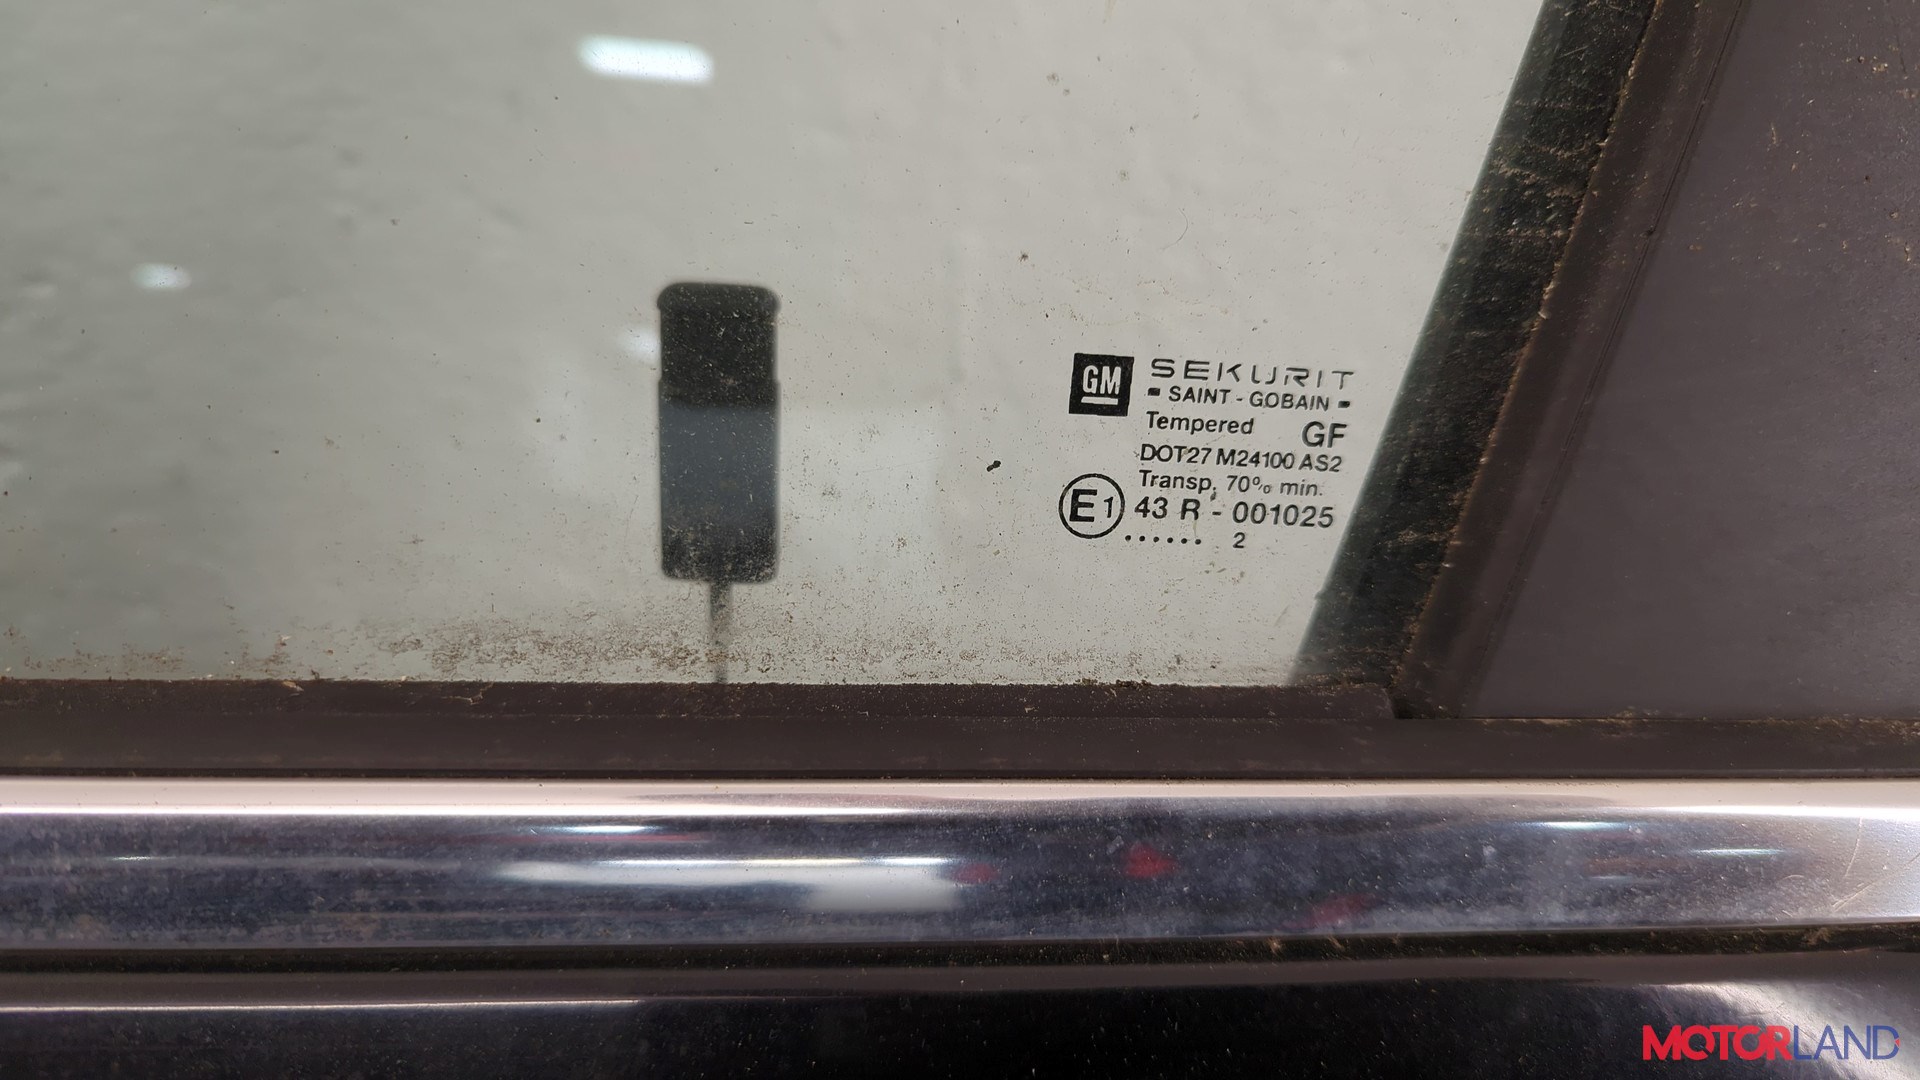 GM SEKURIT
SAINT - GOBAIN
Tempered GF
DOT27 M24100 AS2
Transp. 70% min.
E1 43 R - 001025
...... 2
MOTORLAND